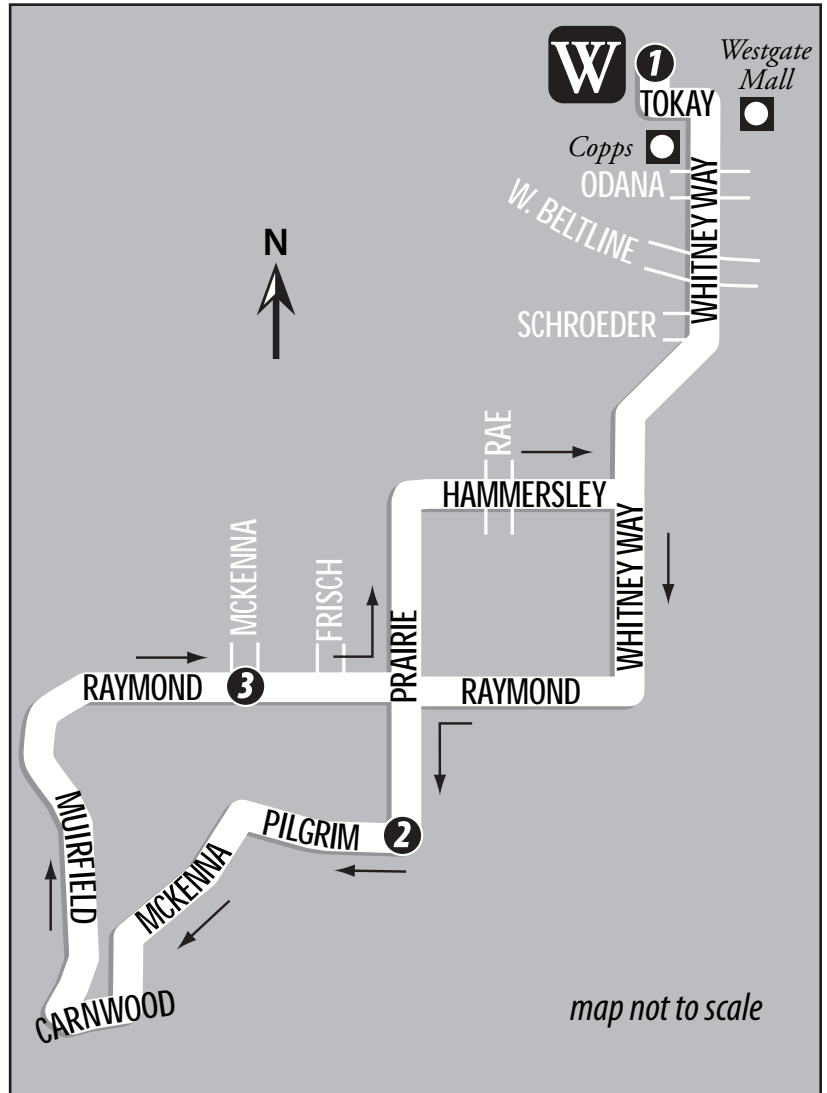 W
1
Westgate
Mall
TOKAY
Copps
ODANA
W. BELTLINE
WHITNEY WAY
N
SCHROEDER
RAE
HAMMERSLEY
MCKENNA
FRISCH
WHITNEY WAY
PRAIRIE
RAYMOND
3
RAYMOND
MUIRFIELD
PILGRIM
2
MCKENNA
CARNWOOD
map not to scale